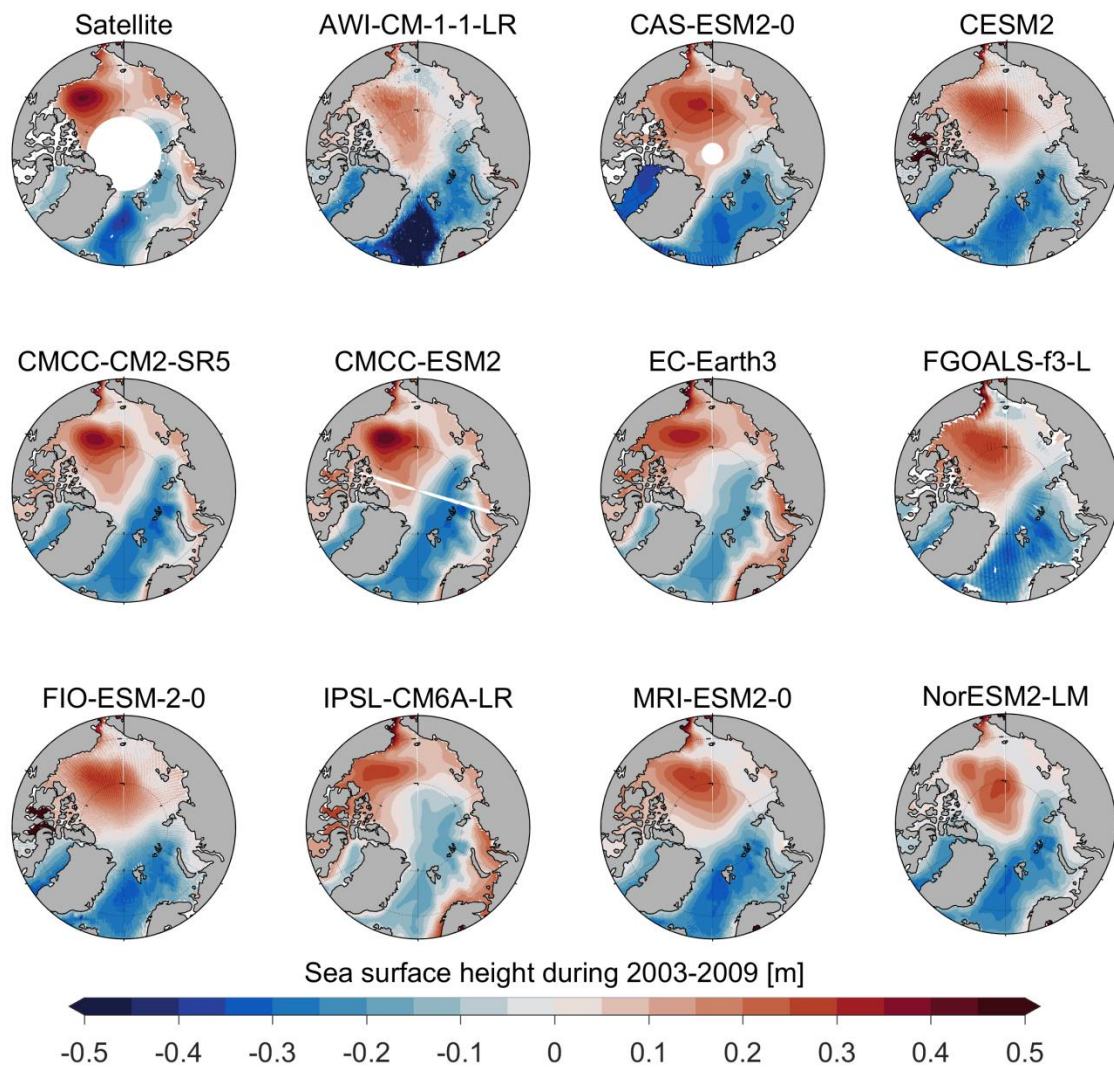 Satellite
AWI-CM-1-1-LR
CAS-ESM2-0
CESM2
CMCC-CM2-SR5
CMCC-ESM2
EC-Earth3
FGOALS-f3-L
FIO-ESM-2-0
IPSL-CM6A-LR
MRI-ESM2-0
NorESM2-LM
Sea surface height during 2003-2009 [m]
-0.5 -0.4 -0.3 -0.2 -0.1 0 0.1 0.2 0.3 0.4 0.5